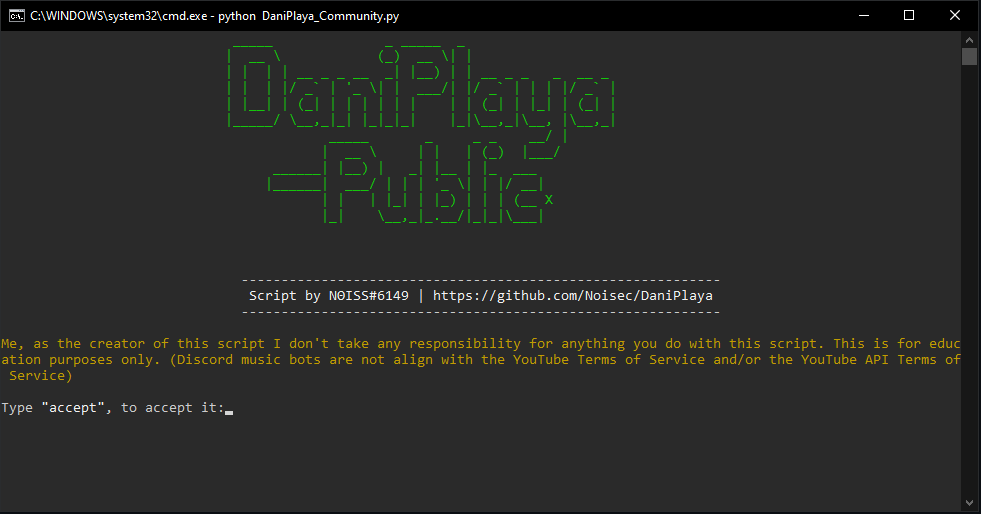 C:\WINDOWS\system32\cmd.exe - python  DaniPlaya_Community.py
DaniPlaya
-Public
X
------------------------------------------------------------
Script by NΘISS#6149 | https://github.com/Noisec/DaniPlaya
------------------------------------------------------------
Me, as the creator of this script I don't take any responsibility for anything you do with this script. This is for educ
ation purposes only. (Discord music bots are not align with the YouTube Terms of Service and/or the YouTube API Terms of
 Service)
Type "accept", to accept it: